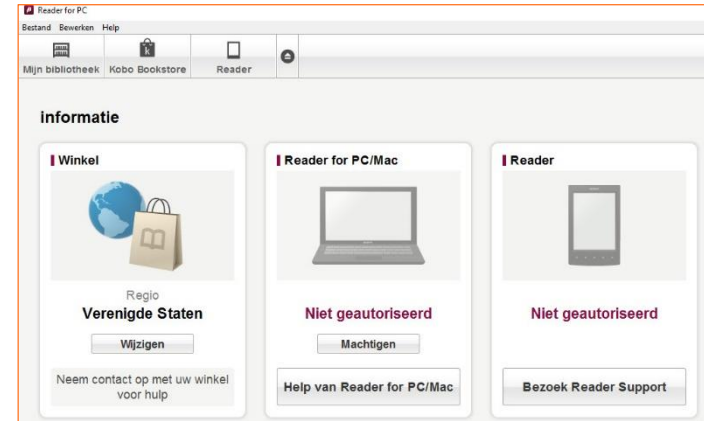 Reader for PC
Bestand Bewerken Help
Mijn bibliotheek Kobo Bookstore Reader
informatie
Winkel
Regio
Verenigde Staten
Wijzigen
Neem contact op met uw winkel
voor hulp
Reader for PC/Mac
Niet geautoriseerd
Machtigen
Help van Reader for PC/Mac
Reader
Niet geautoriseerd
Bezoek Reader Support